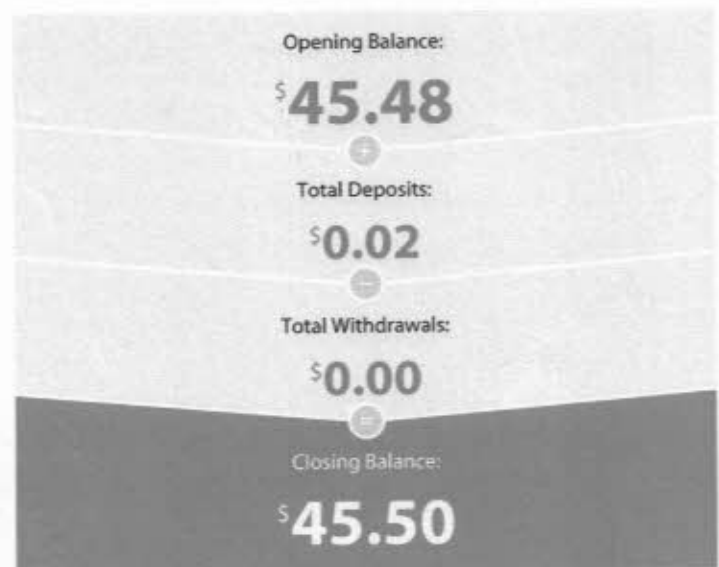 Opening Balance:
$45.48
+
Total Deposits:
$0.02
−
Total Withdrawals:
$0.00
=
Closing Balance:
$45.50